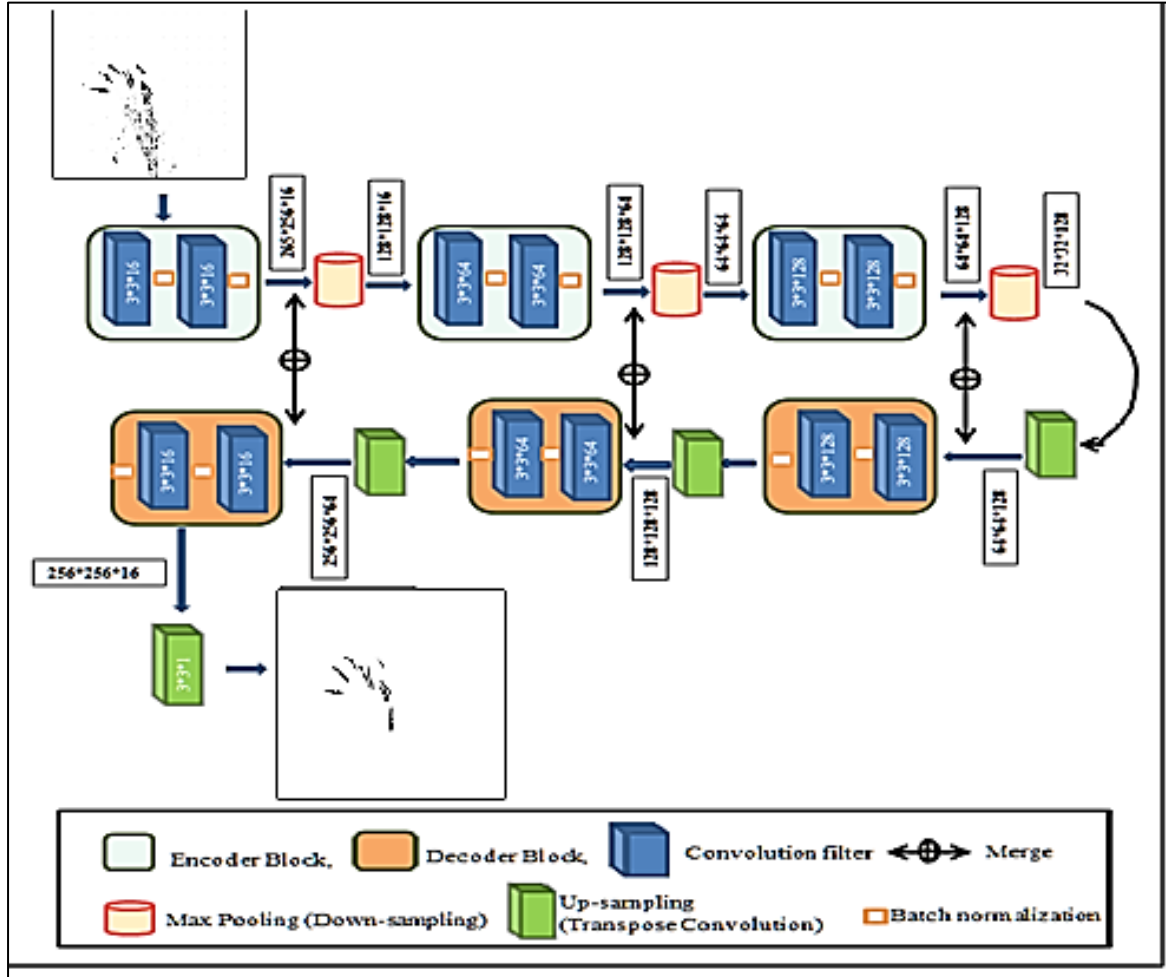 3*3*16
3*3*16
265*256*16
128*128*16
3*3*64
3*3*64
128*128*64
64*64*64
3*3*128
3*3*128
64*64*128
32*32*128
3*3*16
3*3*16
256*256*64
3*3*64
3*3*64
128*128*128
3*3*128
3*3*128
64*64*128
256*256*16
3*3*1
Encoder Block,
Decoder Block,
Convolution filter
Merge
Max Pooling (Down-sampling)
Up-sampling
(Transpose Convolution)
Batch normalization